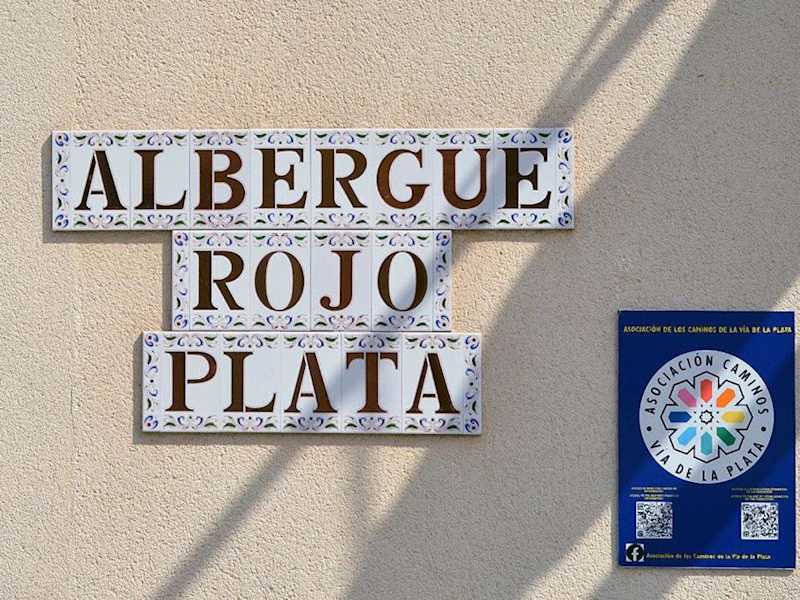 ALBERGUE
ROJO
PLATA
ASOCIACIÓN DE LOS CAMINOS DE LA VÍA DE LA PLATA
ASOCIACIÓN CAMINOS
VÍA DE LA PLATA
Asociación de los Caminos de la Vía de la Plata